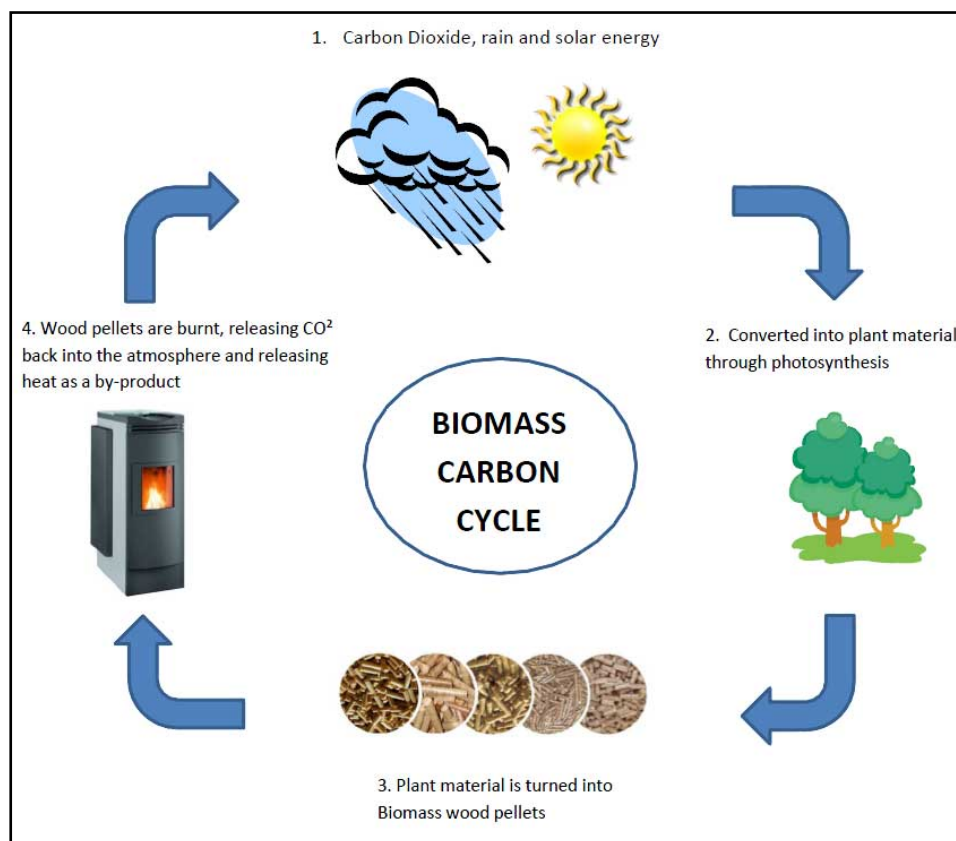 1. Carbon Dioxide, rain and solar energy
2. Converted into plant material
through photosynthesis
3. Plant material is turned into
Biomass wood pellets
4. Wood pellets are burnt, releasing CO²
back into the atmosphere and releasing
heat as a by-product
BIOMASS
CARBON
CYCLE